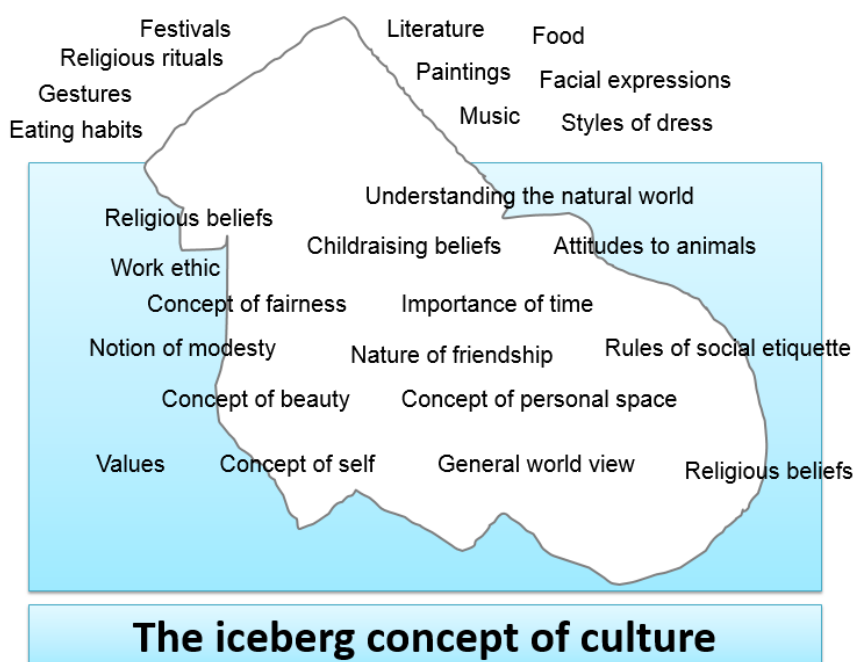 Festivals
Literature
Food
Religious rituals
Paintings
Facial expressions
Gestures
Music
Styles of dress
Eating habits
Understanding the natural world
Religious beliefs
Childraising beliefs
Attitudes to animals
Work ethic
Concept of fairness
Importance of time
Notion of modesty
Nature of friendship
Rules of social etiquette
Concept of beauty
Concept of personal space
Values
Concept of self
General world view
Religious beliefs
The iceberg concept of culture